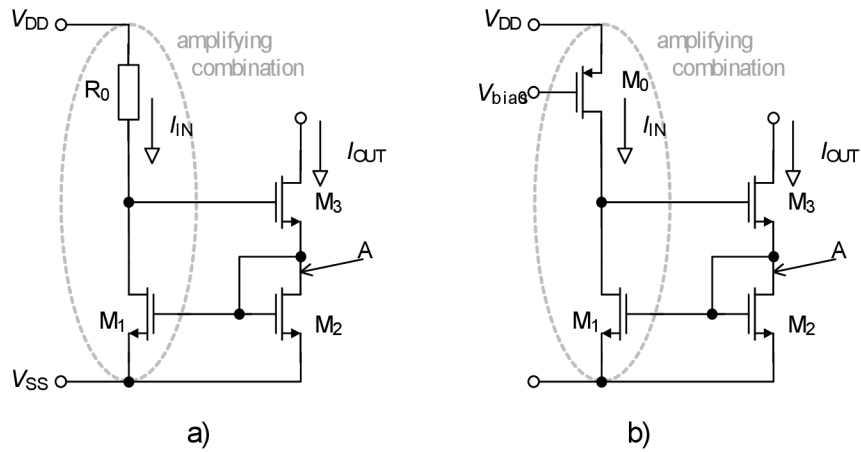 VDD
amplifying
combination
R0
IIN
IOUT
M3
A
M1
M2
VSS
a)
VDD
amplifying
combination
M0
Vbias
IIN
IOUT
M3
A
M1
M2
b)